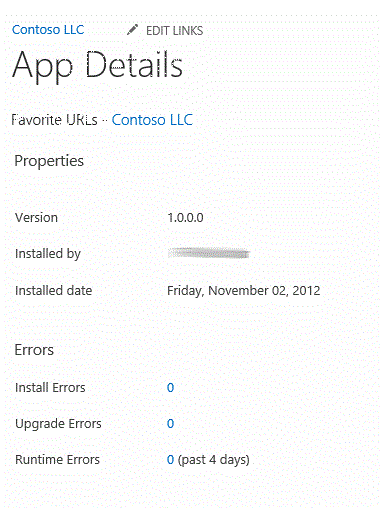 Contoso LLC EDIT LINKS
App Details
Favorite URLs - Contoso LLC
Properties
Version 1.0.0.0
Installed by
Installed date Friday, November 02, 2012
Errors
Install Errors 0
Upgrade Errors 0
Runtime Errors 0 (past 4 days)